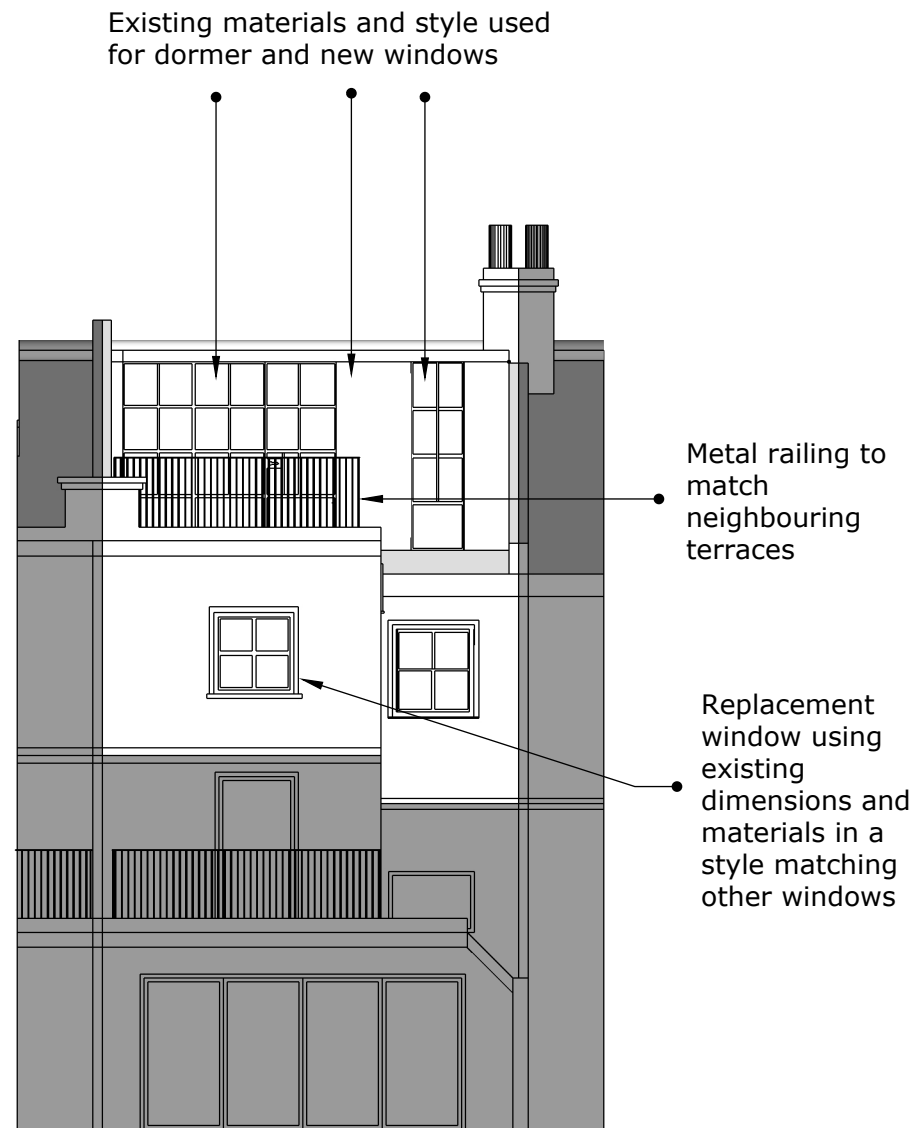 Existing materials and style used
for dormer and new windows
Metal railing to
match
neighbouring
terraces
Replacement
window using
existing
dimensions and
materials in a
style matching
other windows